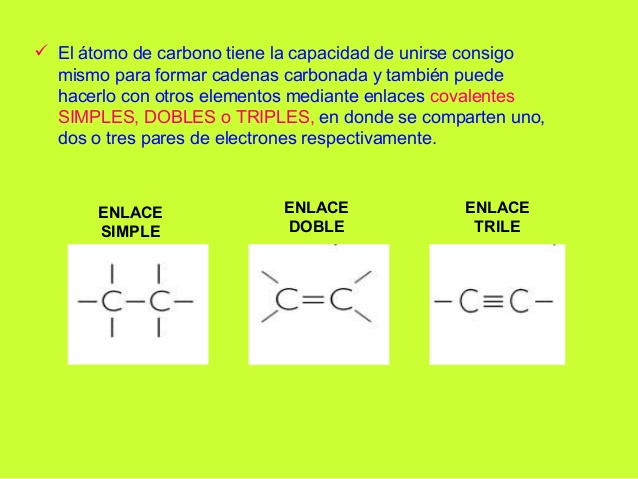 ✓ El átomo de carbono tiene la capacidad de unirse consigo
mismo para formar cadenas carbonada y también puede
hacerlo con otros elementos mediante enlaces covalentes
SIMPLES, DOBLES o TRIPLES, en donde se comparten uno,
dos o tres pares de electrones respectivamente.
ENLACE
SIMPLE
ENLACE
DOBLE
ENLACE
TRILE
–C–C–
C=C
–C≡C–